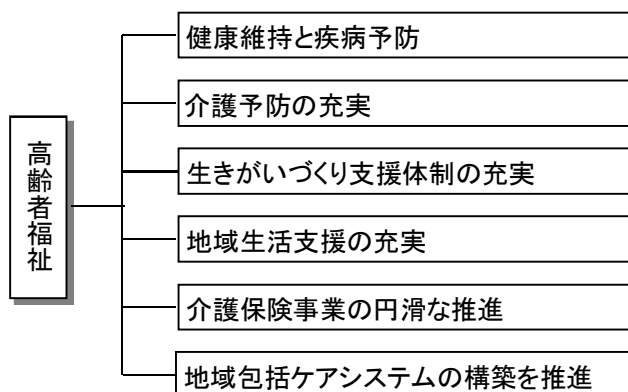 高齢者福祉
健康維持と疾病予防
介護予防の充実
生きがいづくり支援体制の充実
地域生活支援の充実
介護保険事業の円滑な推進
地域包括ケアシステムの構築を推進